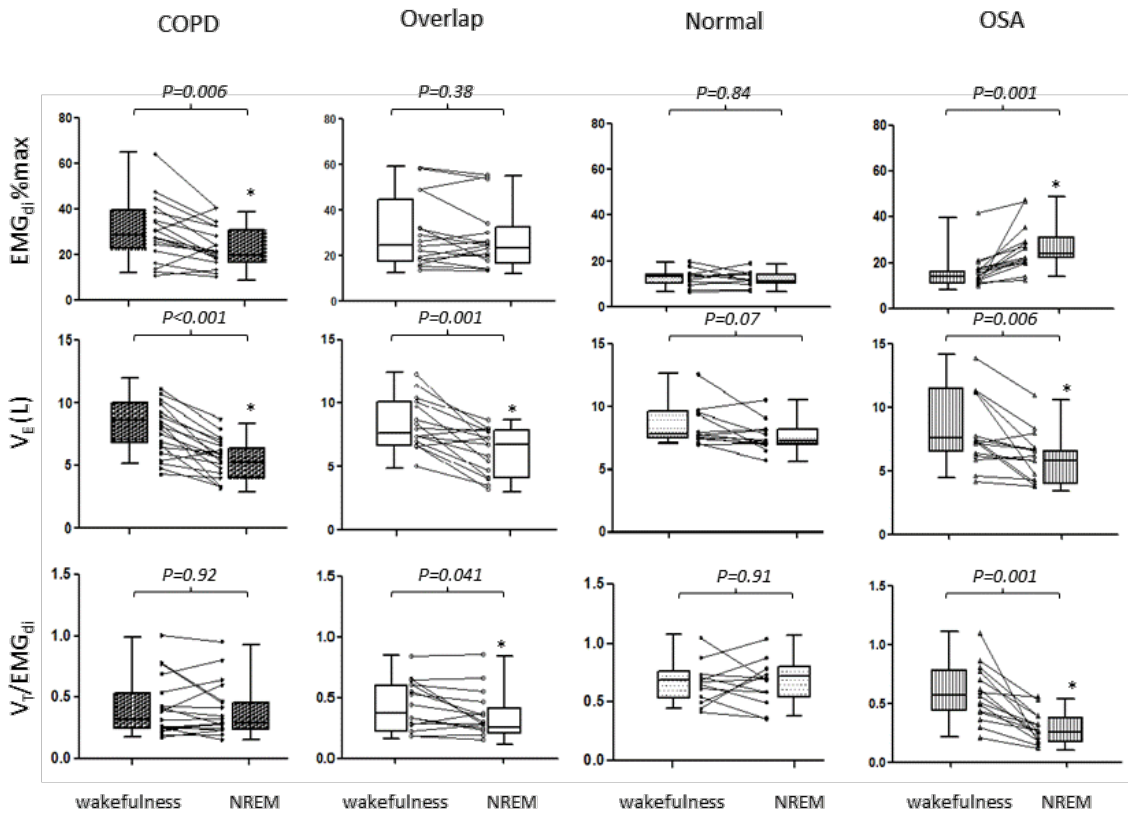 COPD Overlap Normal OSA
P=0.006 P=0.38 P=0.84 P=0.001
EMGdi %max
80 80 80 80
60 60 60 60
40 40 40 40
20 20 20 20
0 0 0 0
* *
P<0.001 P=0.001 P=0.07 P=0.006
VE (L)
15 15 15 15
10 10 10 10
5 5 5 5
0 0 0 0
* * *
P=0.92 P=0.041 P=0.91 P=0.001
VT/EMGdi
1.5 1.5 1.5 1.5
1.0 1.0 1.0 1.0
0.5 0.5 0.5 0.5
0.0 0.0 0.0 0.0
* *
wakefulness NREM wakefulness NREM wakefulness NREM wakefulness NREM